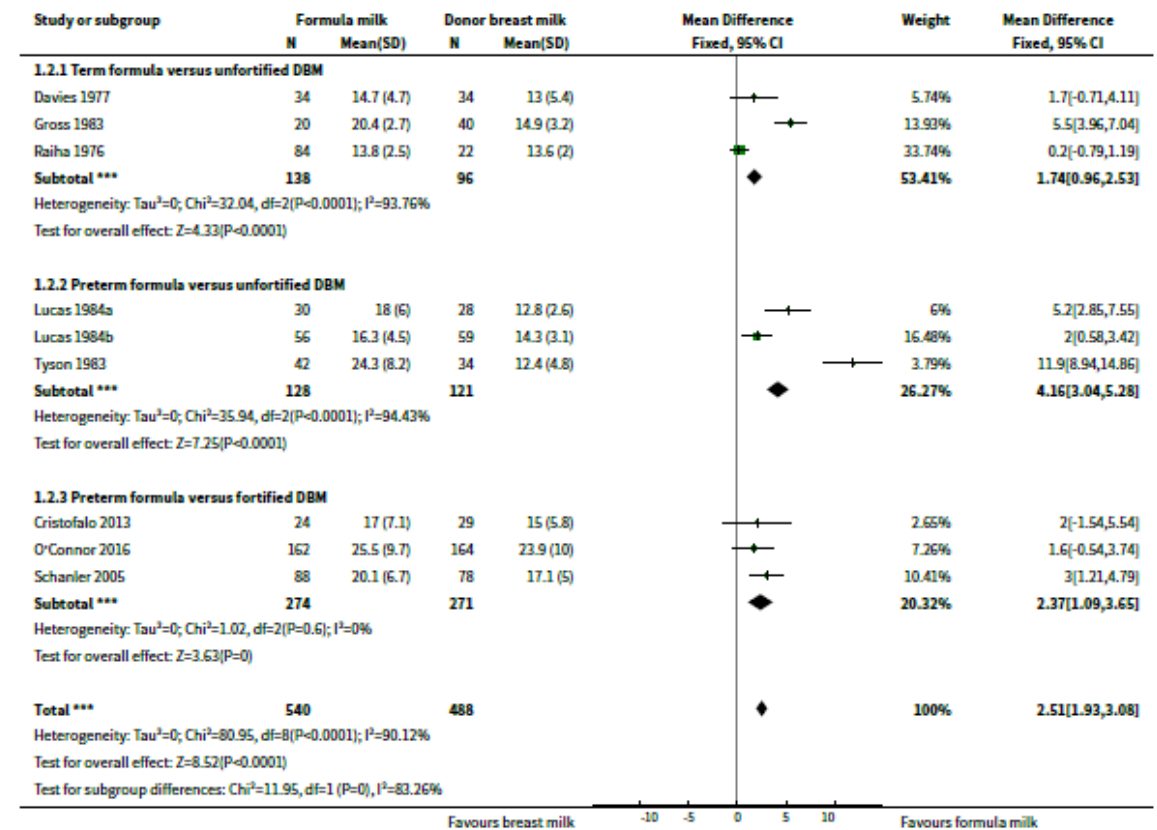 Study or subgroup Formula milk Donor breast milk Mean Difference Weight Mean Difference
N Mean(SD) N Mean(SD) Fixed, 95% CI Fixed, 95% CI
1.2.1 Term formula versus unfortified DBM
Davies 1977 34 14.7 (4.7) 34 13 (5.4) 5.74% 1.7[-0.71,4.11]
Gross 1983 20 20.4 (2.7) 40 14.9 (3.2) 13.93% 5.5[3.96,7.04]
Raiha 1976 84 13.8 (2.5) 22 13.6 (2) 33.74% 0.2[-0.79,1.19]
Subtotal *** 138 96 53.41% 1.74[0.96,2.53]
Heterogeneity: Tau²=0; Chi²=32.04, df=2(P<0.0001); I²=93.76%
Test for overall effect: Z=4.33(P<0.0001)
1.2.2 Preterm formula versus unfortified DBM
Lucas 1984a 30 18 (6) 28 12.8 (2.6) 6% 5.2[2.85,7.55]
Lucas 1984b 56 16.3 (4.5) 59 14.3 (3.1) 16.48% 2[0.58,3.42]
Tyson 1983 42 24.3 (8.2) 34 12.4 (4.8) 3.79% 11.9[8.94,14.86]
Subtotal *** 128 121 26.27% 4.16[3.04,5.28]
Heterogeneity: Tau²=0; Chi²=35.94, df=2(P<0.0001); I²=94.43%
Test for overall effect: Z=7.25(P<0.0001)
1.2.3 Preterm formula versus fortified DBM
Cristofalo 2013 24 17 (7.1) 29 15 (5.8) 2.65% 2[-1.54,5.54]
O'Connor 2016 162 25.5 (9.7) 164 23.9 (10) 7.26% 1.6[-0.54,3.74]
Schanler 2005 88 20.1 (6.7) 78 17.1 (5) 10.41% 3[1.21,4.79]
Subtotal *** 274 271 20.32% 2.37[1.09,3.65]
Heterogeneity: Tau²=0; Chi²=1.02, df=2(P=0.6); I²=0%
Test for overall effect: Z=3.63(P=0)
Total *** 540 488 100% 2.51[1.93,3.08]
Heterogeneity: Tau²=0; Chi²=80.95, df=8(P<0.0001); I²=90.12%
Test for overall effect: Z=8.52(P<0.0001)
Test for subgroup differences: Chi²=11.95, df=1 (P=0), I²=83.26%
Favours breast milk -10 -5 0 5 10 Favours formula milk